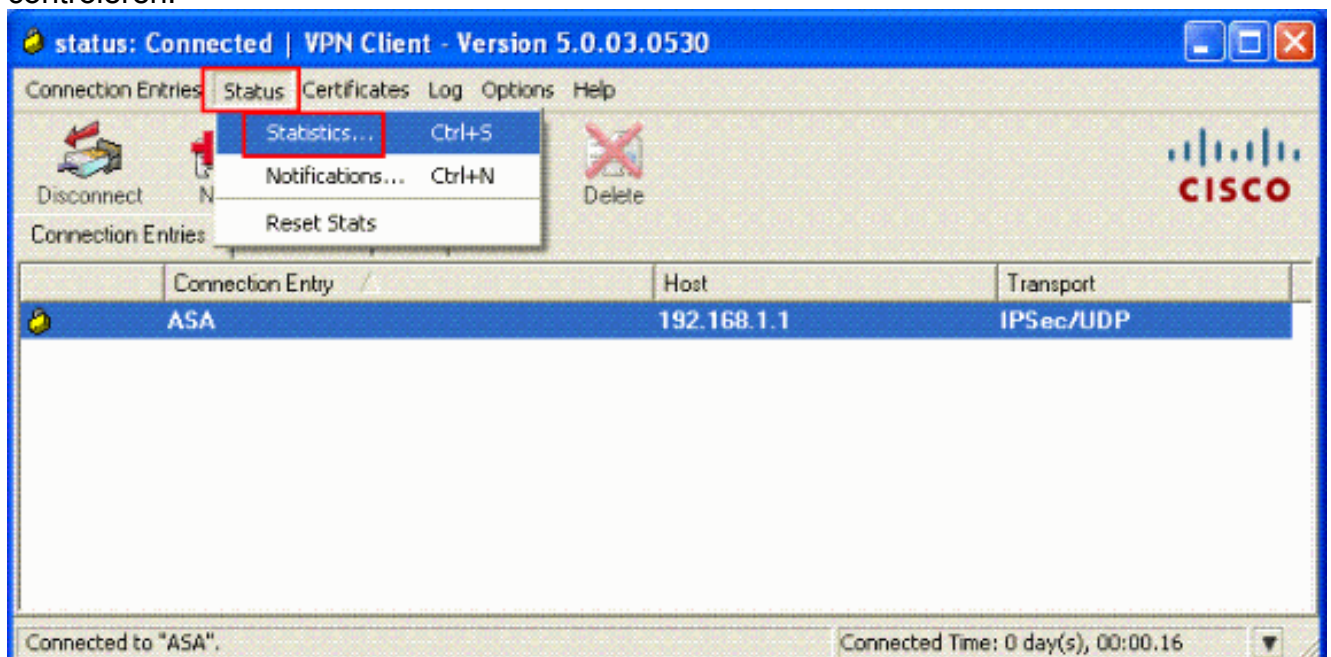 controleren.
status: Connected | VPN Client - Version 5.0.03.0530
Connection Entries Status Certificates Log Options Help
Statistics... Ctrl+S
Notifications... Ctrl+N
Reset Stats
Disconnect N Delete
CISCO
Connection Entries
Connection Entry Host Transport
ASA 192.168.1.1 IPSec/UDP
Connected to "ASA". Connected Time: 0 day(s), 00:00.16